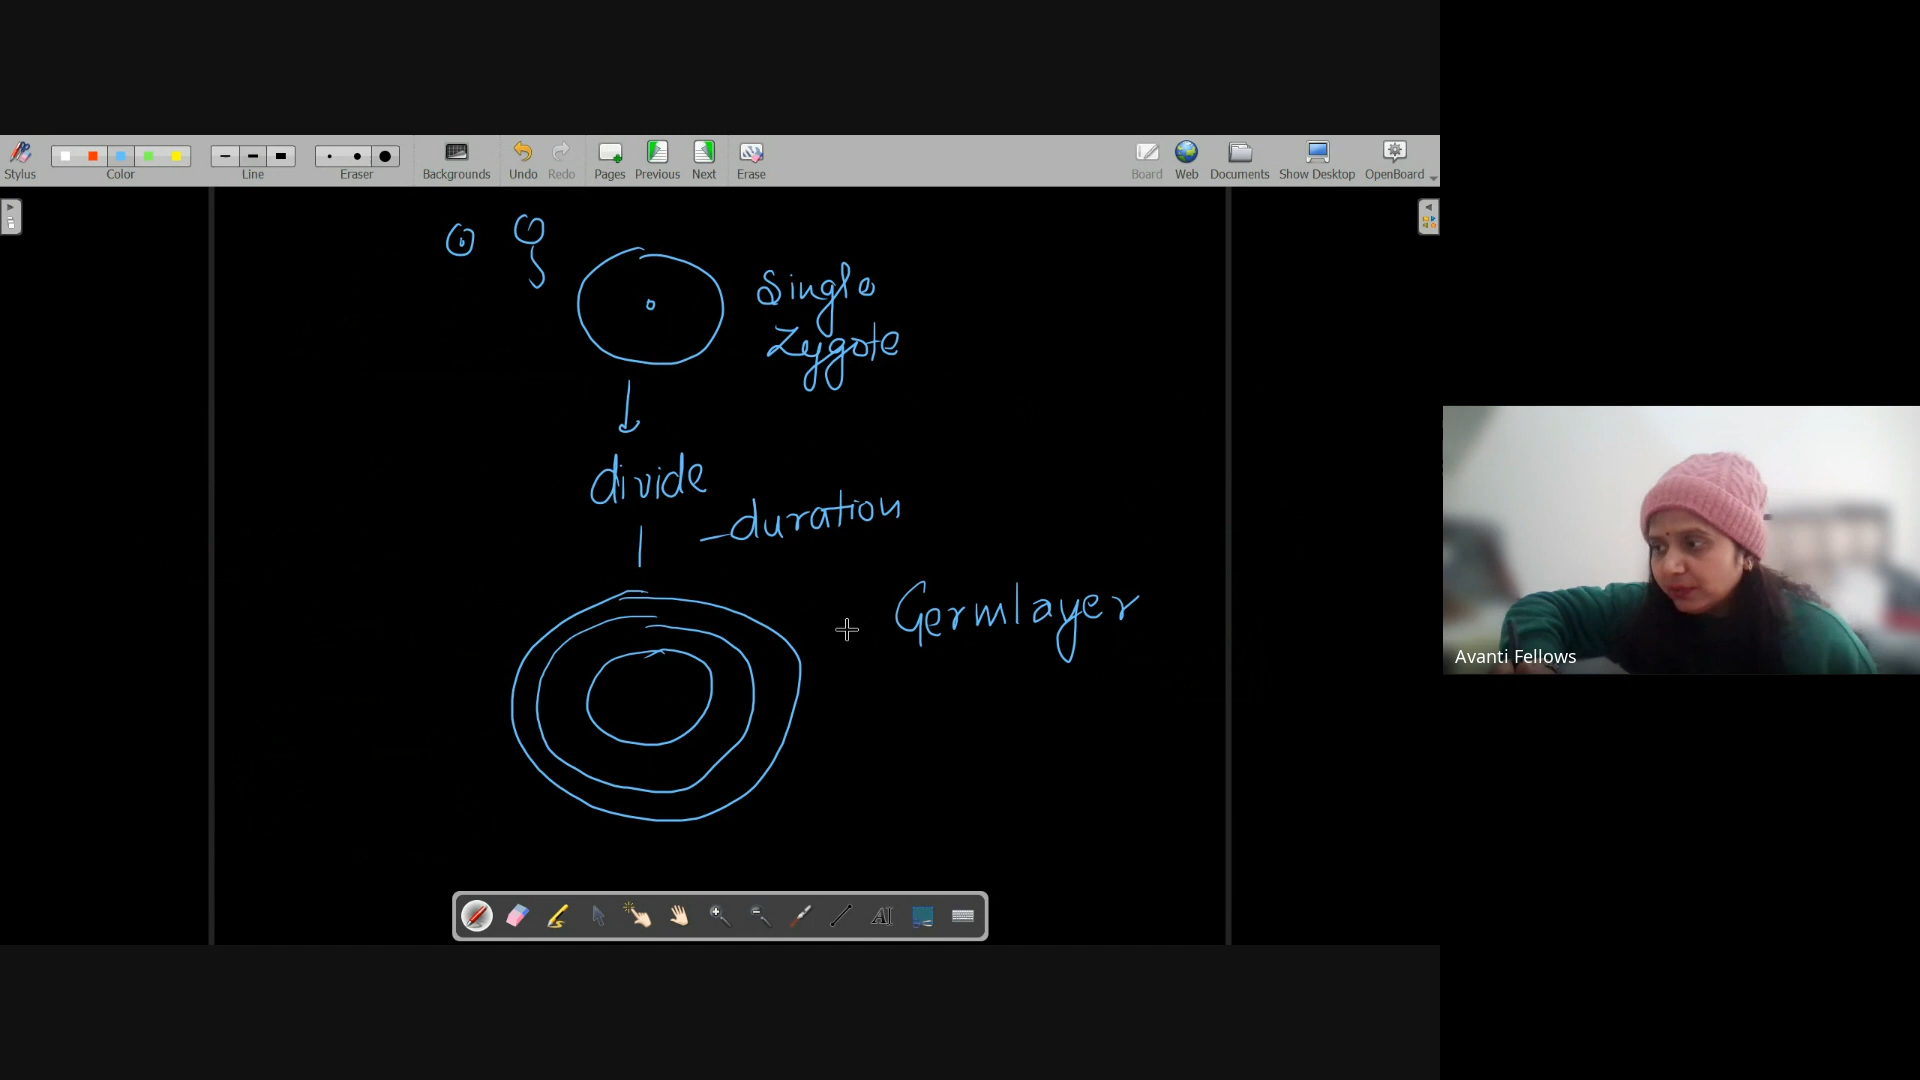 Stylus
Color
Line
Eraser
Backgrounds
Undo
Redo
Pages
Previous
Next
Erase
Board
Web
Documents
Show Desktop
OpenBoard
Single
Zygote
divide
duration
Germlayer
Avanti Fellows